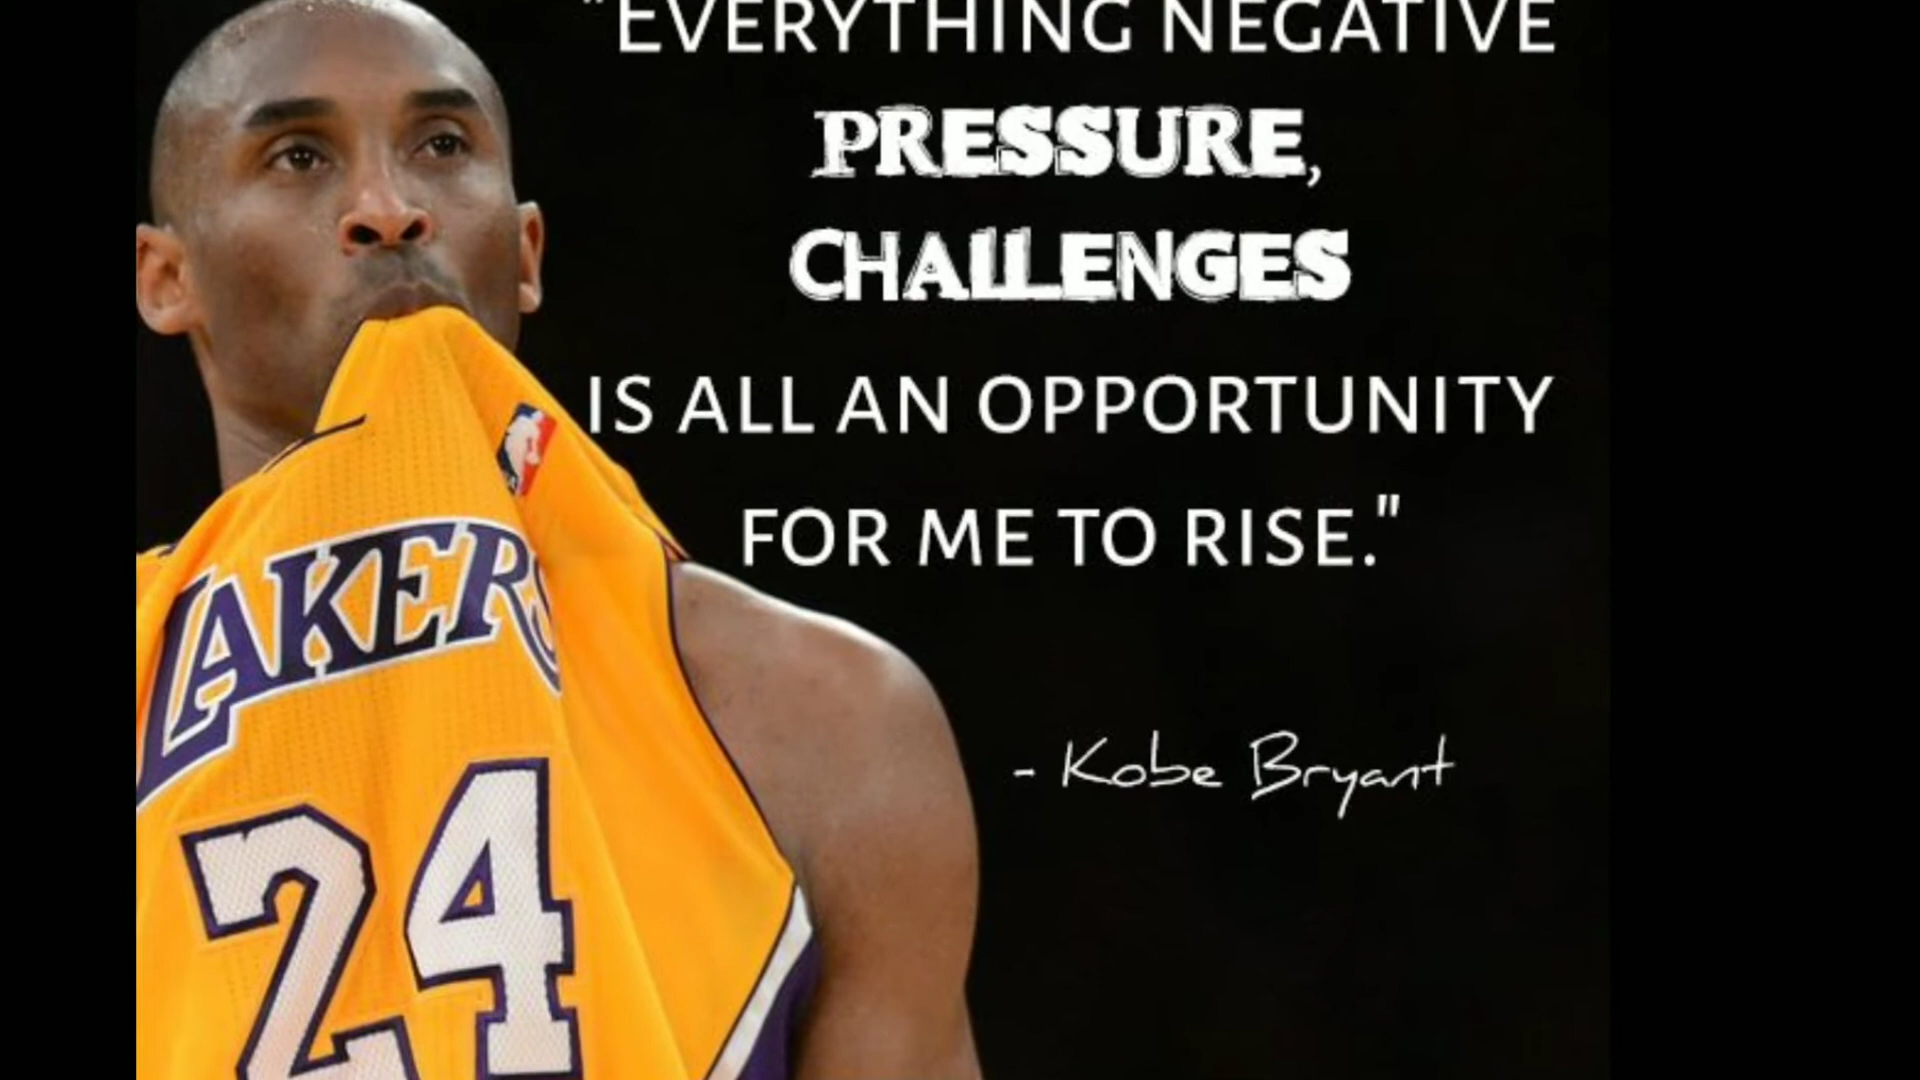 "EVERYTHING NEGATIVE
PRESSURE,
CHALLENGES
IS ALL AN OPPORTUNITY
FOR ME TO RISE."
- Kobe Bryant
LAKERS
24